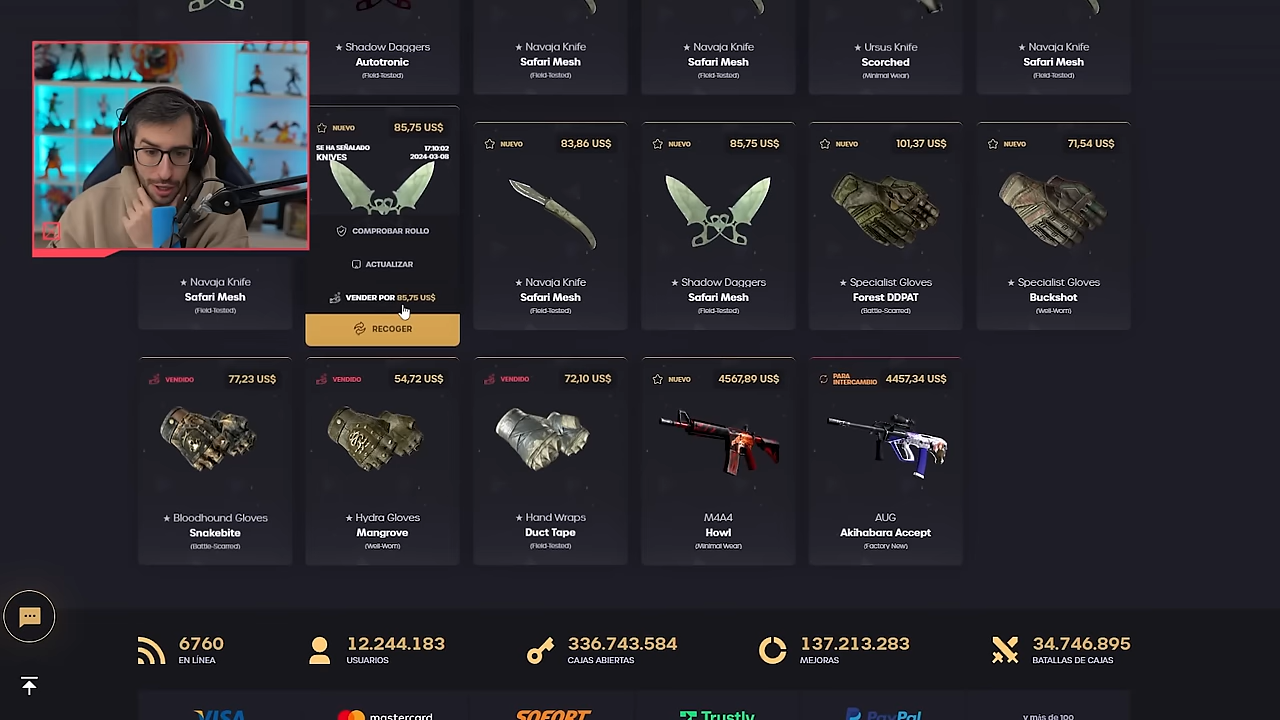 ★ Shadow Daggers
Autotronic
(Field-Tested)
★ Navaja Knife
Safari Mesh
(Field-Tested)
★ Navaja Knife
Safari Mesh
(Field-Tested)
★ Ursus Knife
Scorched
(Minimal Wear)
★ Navaja Knife
Safari Mesh
(Field-Tested)
★ Navaja Knife
Safari Mesh
(Field-Tested)
NUEVO 85,75 US$
SE HA SEÑALADO 17:10:02
KNIVES 2024-03-08
COMPROBAR ROLLO
ACTUALIZAR
VENDER POR 85,75 US$
RECOGER
NUEVO 83,86 US$
★ Navaja Knife
Safari Mesh
(Field-Tested)
NUEVO 85,75 US$
★ Shadow Daggers
Safari Mesh
(Field-Tested)
NUEVO 101,37 US$
★ Specialist Gloves
Forest DDPAT
(Battle-Scarred)
NUEVO 71,54 US$
★ Specialist Gloves
Buckshot
(Well-Worn)
VENDIDO 77,23 US$
★ Bloodhound Gloves
Snakebite
(Battle-Scarred)
VENDIDO 54,72 US$
★ Hydra Gloves
Mangrove
(Well-Worn)
VENDIDO 72,10 US$
★ Hand Wraps
Duct Tape
(Field-Tested)
NUEVO 4567,89 US$
M4A4
Howl
(Minimal Wear)
PARA
INTERCAMBIO 4457,34 US$
AUG
Akihabara Accept
(Factory New)
6760
EN LÍNEA
12.244.183
USUARIOS
336.743.584
CAJAS ABIERTAS
137.213.283
MEJORAS
34.746.895
BATALLAS DE CAJAS
VISA
mastercard
SOFORT
Trustly
PayPal
y más de 100